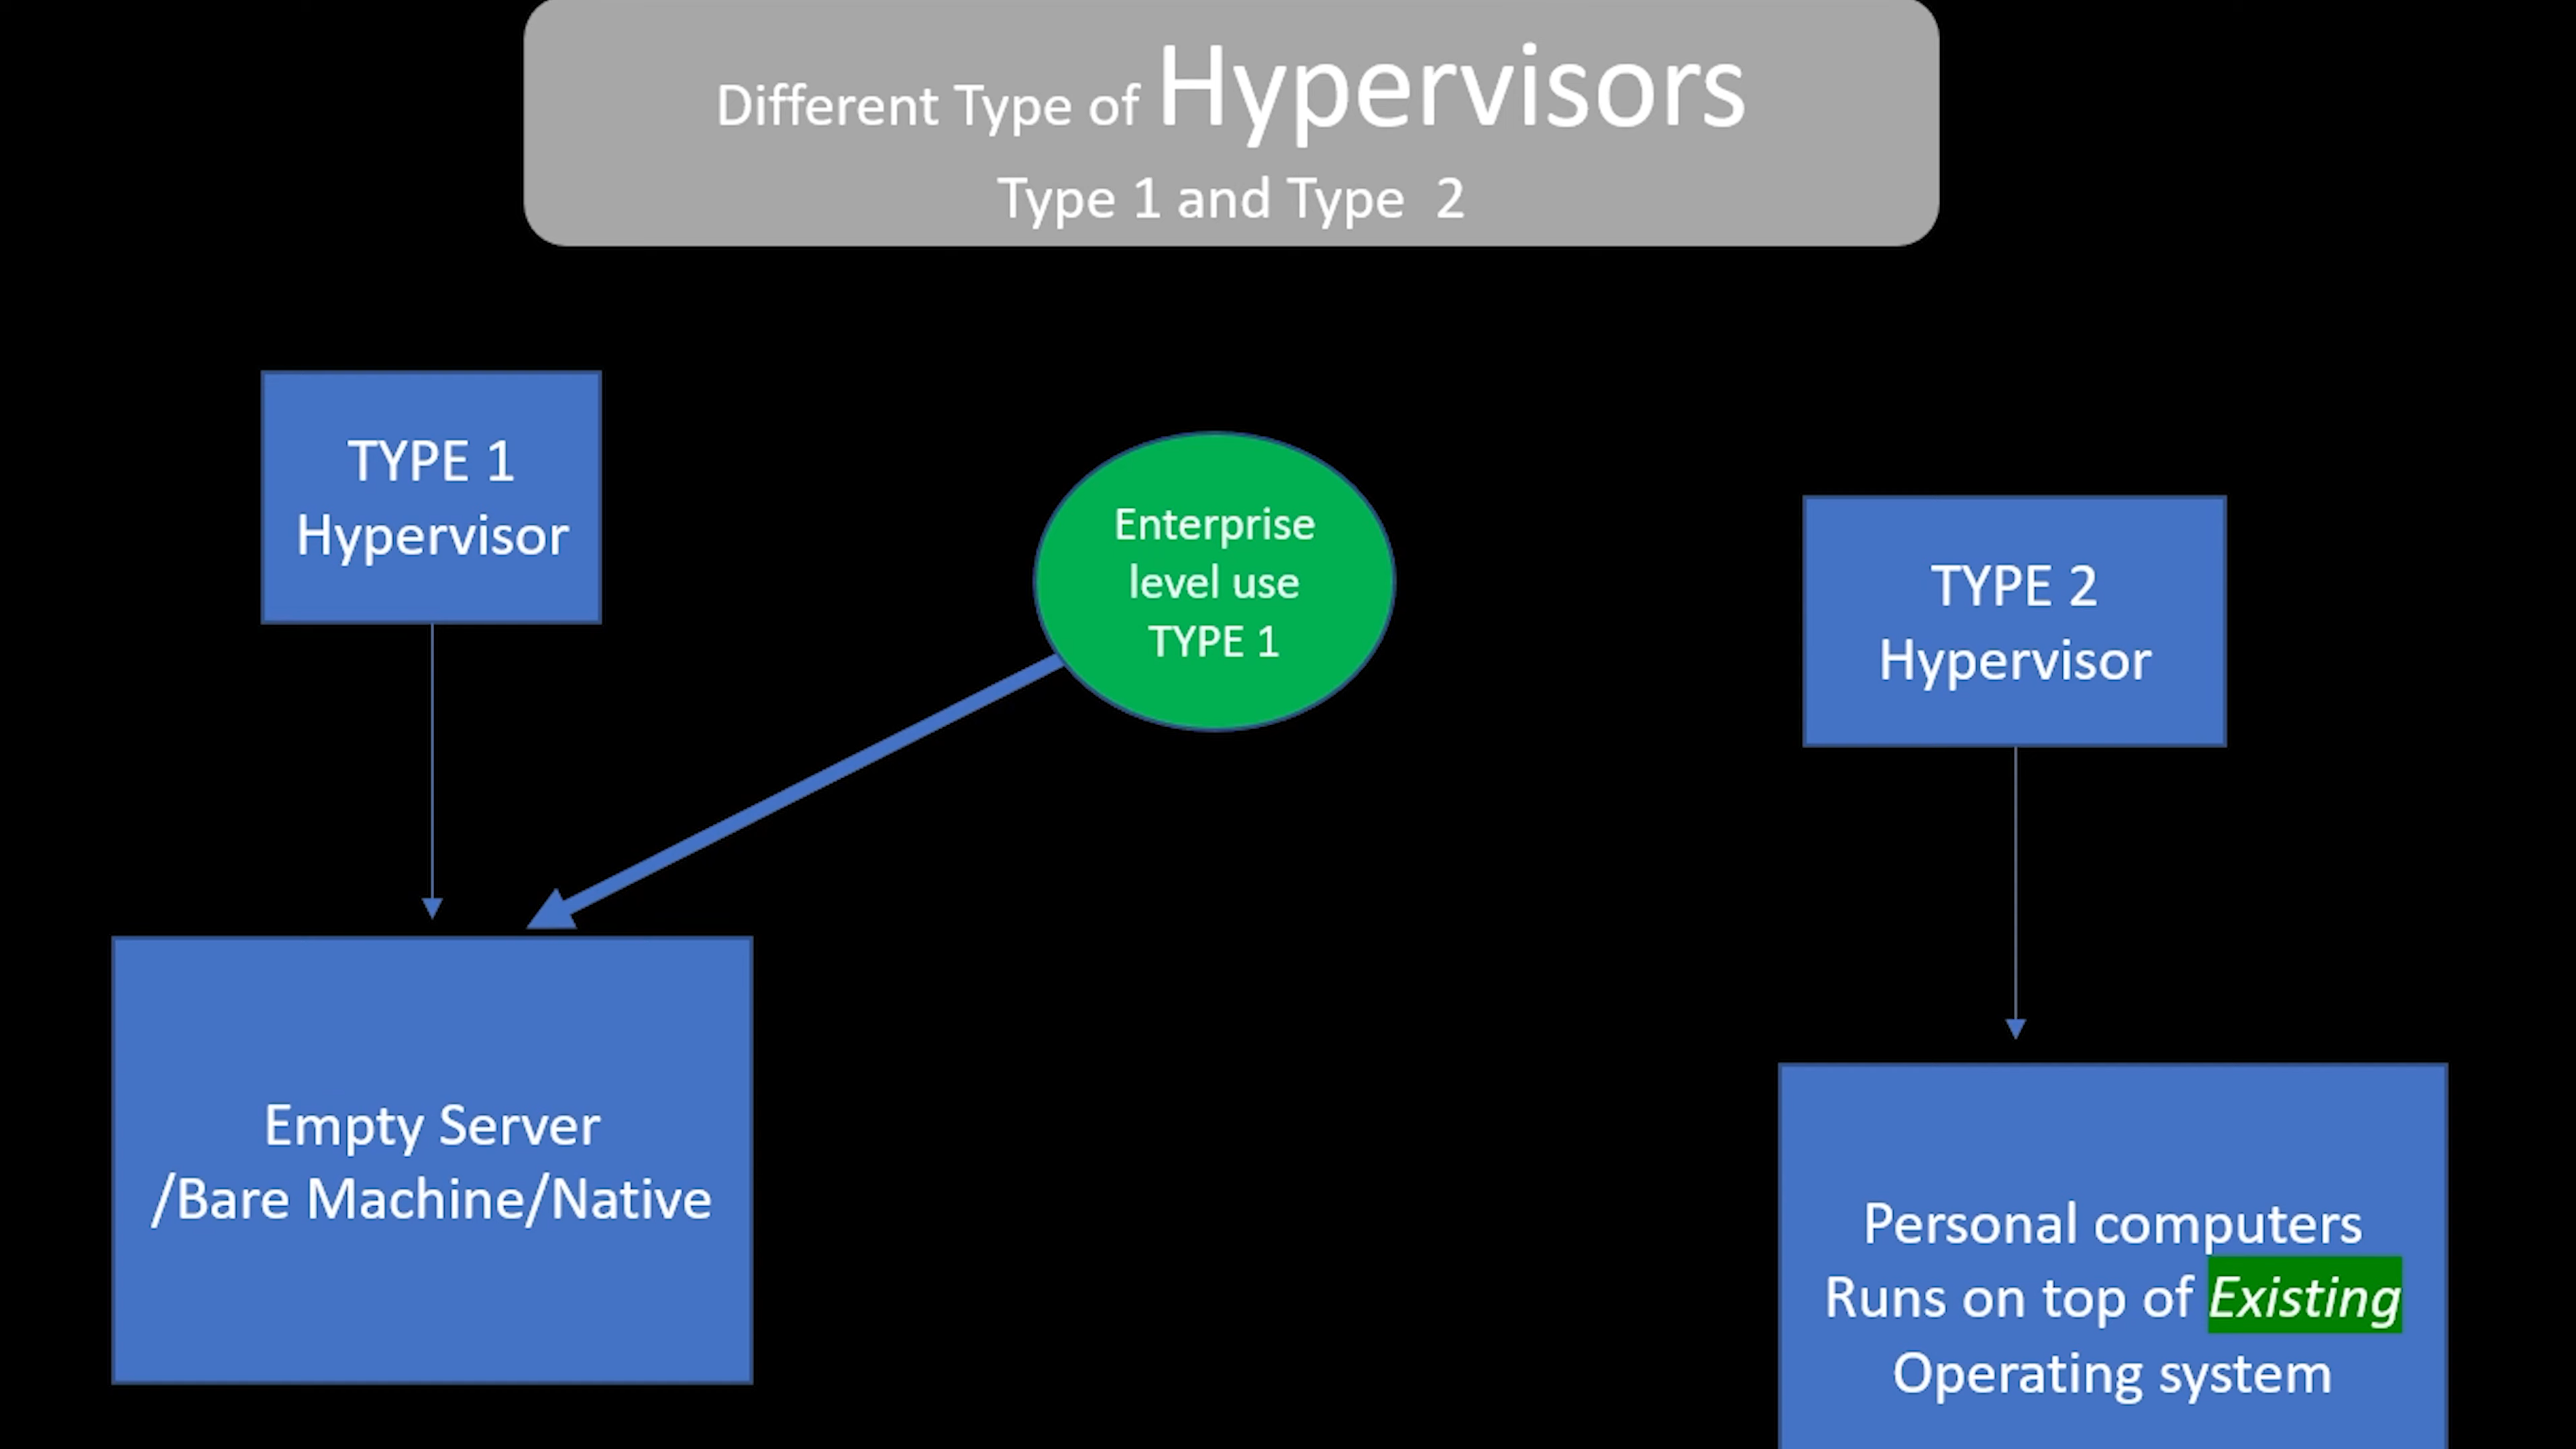 Different Type of Hypervisors
Type 1 and Type  2
TYPE 1
Hypervisor
Enterprise
level use
TYPE 1
TYPE 2
Hypervisor
Empty Server
/Bare Machine/Native
Personal computers
Runs on top of Existing
Operating system